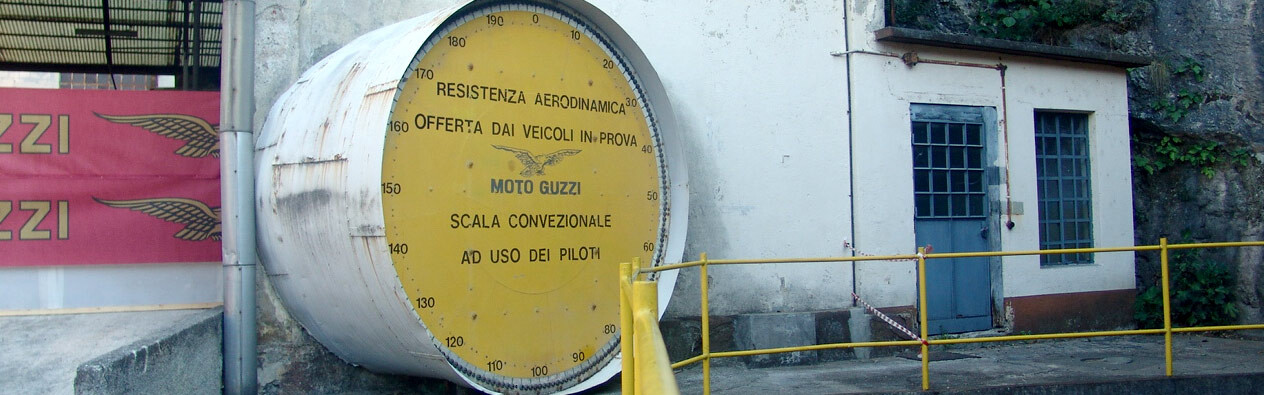 ZZI
ZZI
RESISTENZA AERODINAMICA
OFFERTA DAI VEICOLI IN PROVA
MOTO GUZZI
SCALA CONVEZIONALE
AD USO DEI PILOTI
0
10
20
30
40
50
60
80
90
100
110
120
130
140
150
160
170
180
190